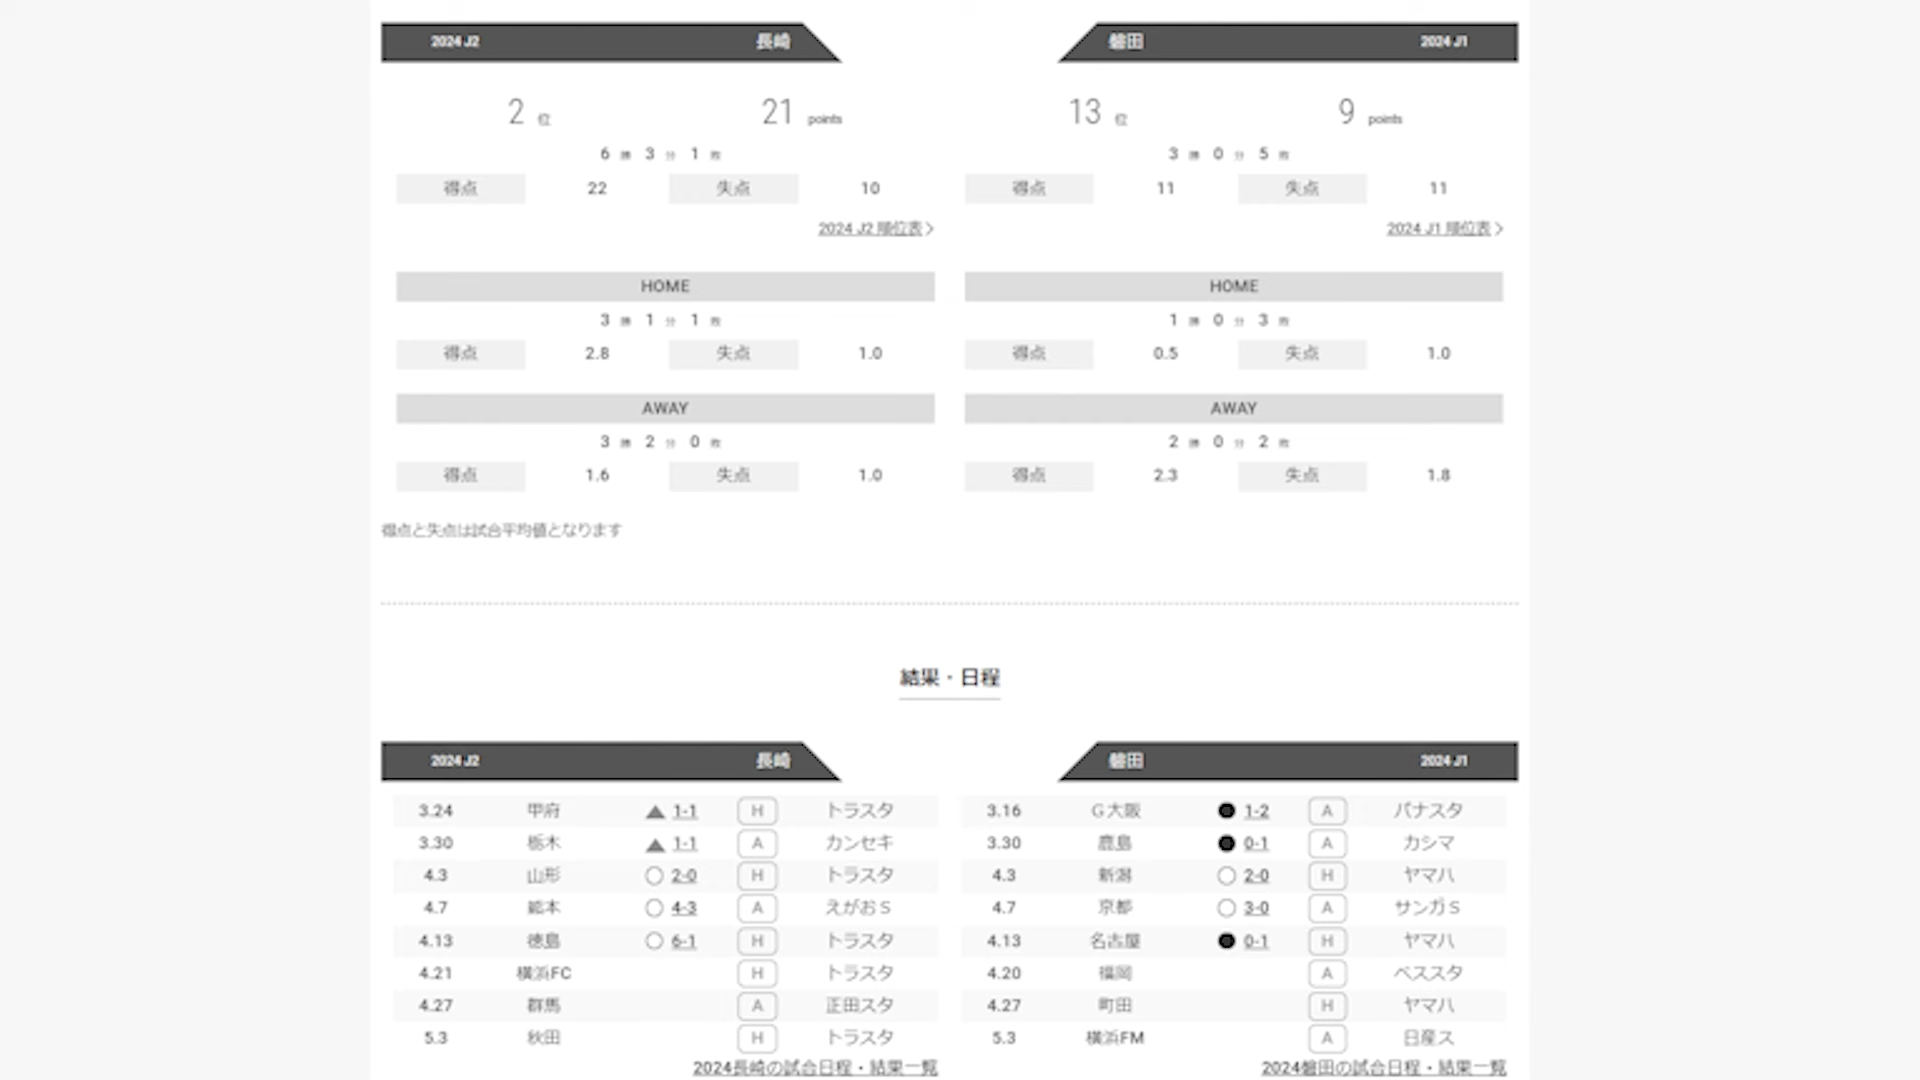 2024 J2 長崎
2位 21 points
6勝 3分 1敗
得点 22 失点 10
2024 J2 順位表
HOME
3勝 1分 1敗
得点 2.8 失点 1.0
AWAY
3勝 2分 0敗
得点 1.6 失点 1.0
磐田 2024 J1
13位 9 points
3勝 0分 5敗
得点 11 失点 11
2024 J1 順位表
HOME
1勝 0分 3敗
得点 0.5 失点 1.0
AWAY
2勝 0分 2敗
得点 2.3 失点 1.8
得点と失点は試合平均値となります
結果・日程
2024 J2 長崎
3.24 甲府 ▲ 1-1 H トラスタ
3.30 栃木 ▲ 1-1 A カンセキ
4.3 山形 ○ 2-0 H トラスタ
4.7 熊本 ○ 4-3 A えがおS
4.13 徳島 ○ 6-1 H トラスタ
4.21 横浜FC H トラスタ
4.27 群馬 A 正田スタ
5.3 秋田 H トラスタ
2024長崎の試合日程・結果一覧
磐田 2024 J1
3.16 G大阪 ● 1-2 A パナスタ
3.30 鹿島 ● 0-1 A カシマ
4.3 新潟 ○ 2-0 H ヤマハ
4.7 京都 ○ 3-0 A サンガS
4.13 名古屋 ● 0-1 H ヤマハ
4.20 福岡 A ベススタ
4.27 町田 H ヤマハ
5.3 横浜FM A 日産ス
2024磐田の試合日程・結果一覧